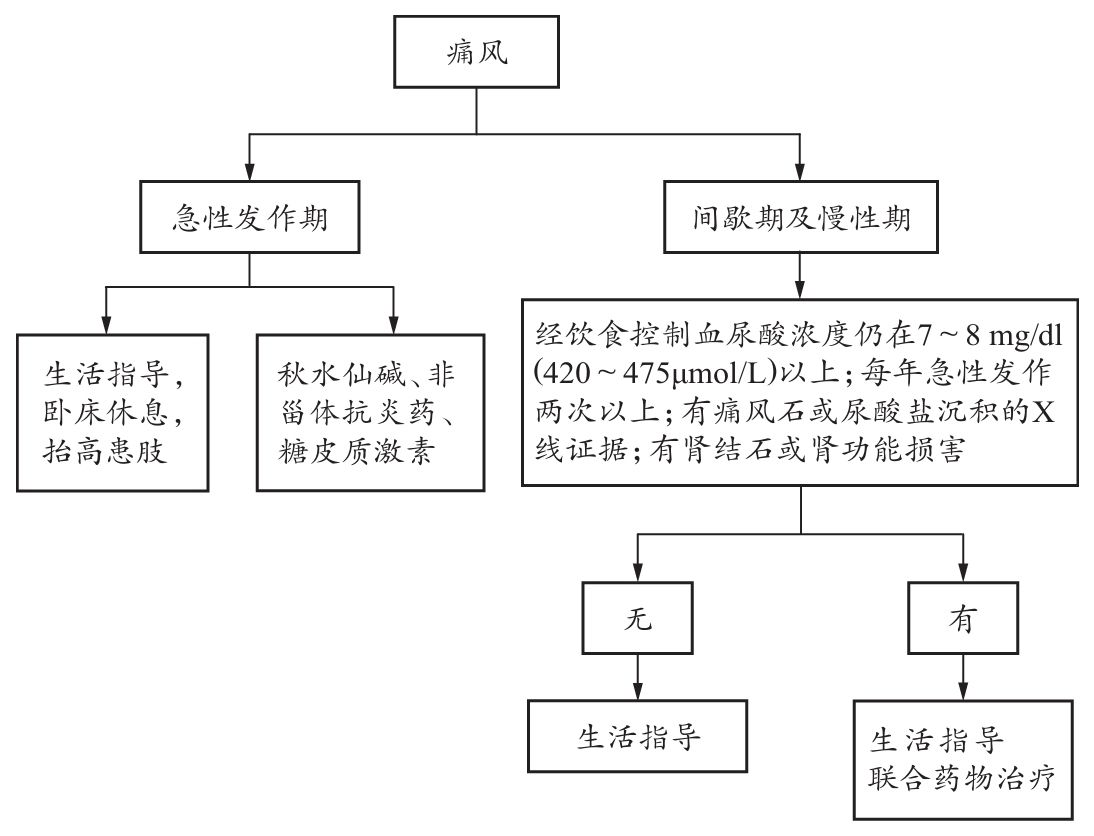 痛风
急性发作期
间歇期及慢性期
生活指导，
卧床休息，
抬高患肢
秋水仙碱、非
甾体抗炎药、
糖皮质激素
经饮食控制血尿酸浓度仍在7～8 mg/dl
(420～475μmol/L)以上；每年急性发作
两次以上；有痛风石或尿酸盐沉积的X
线证据；有肾结石或肾功能损害
无
有
生活指导
生活指导
联合药物治疗